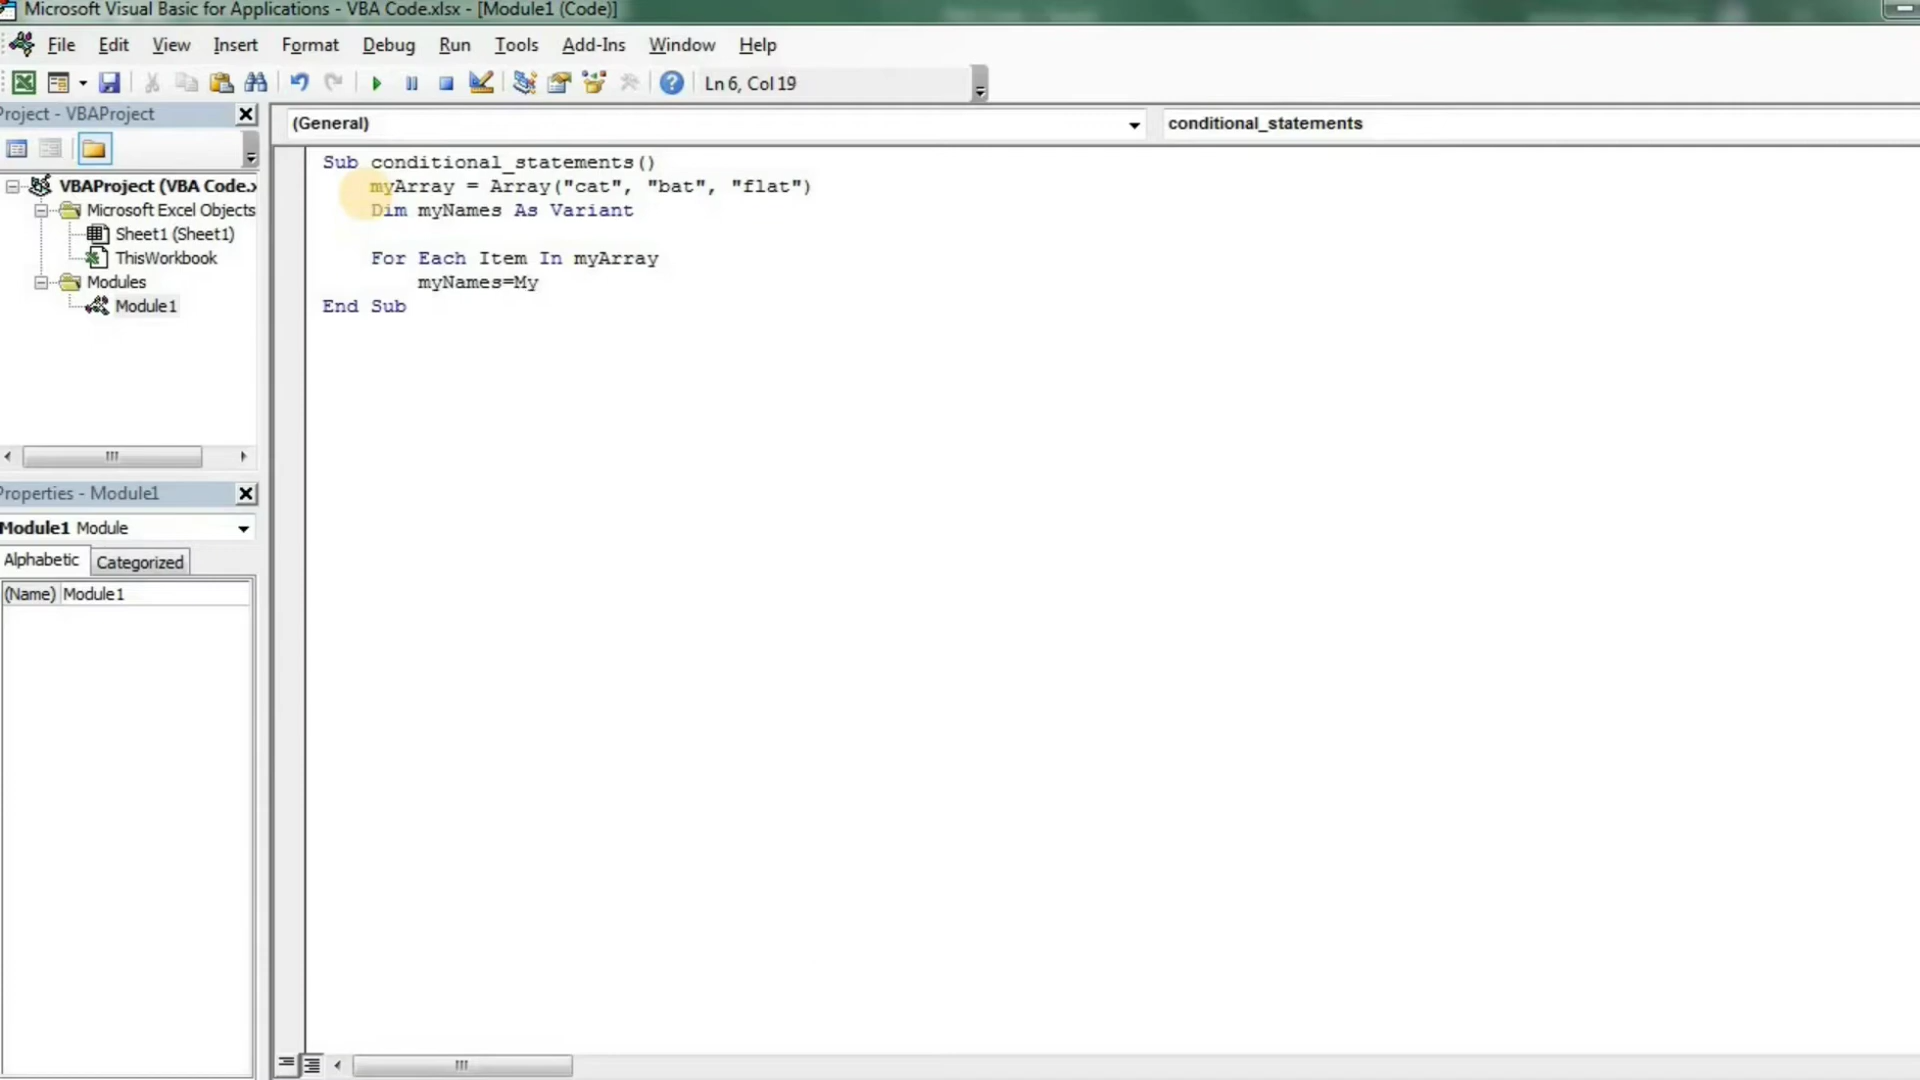 Microsoft Visual Basic for Applications - VBA Code.xlsx - [Module1 (Code)]
File Edit View Insert Format Debug Run Tools Add-Ins Window Help
Ln 6, Col 19
Project - VBAProject
VBAProject (VBA Code.x
Microsoft Excel Objects
Sheet1 (Sheet1)
ThisWorkbook
Modules
Module1
Properties - Module1
Module1 Module
Alphabetic Categorized
(Name) Module1
(General) conditional_statements
Sub conditional_statements()
myArray = Array("cat", "bat", "flat")
Dim myNames As Variant
For Each Item In myArray
myNames=My
End Sub